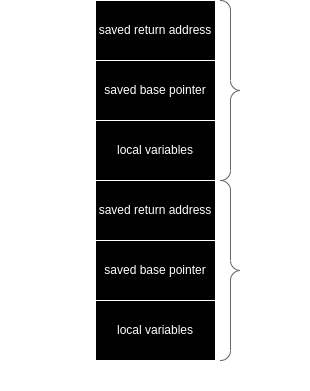 saved return address
saved base pointer
local variables
saved return address
saved base pointer
local variables